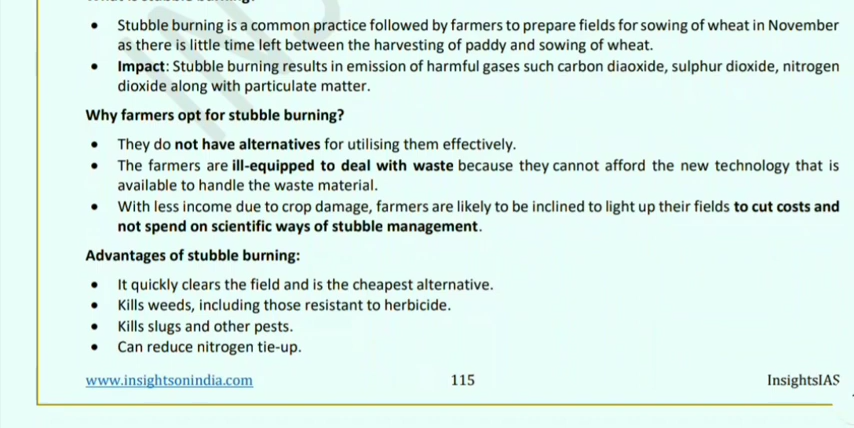 • Stubble burning is a common practice followed by farmers to prepare fields for sowing of wheat in November
as there is little time left between the harvesting of paddy and sowing of wheat.
• Impact: Stubble burning results in emission of harmful gases such carbon diaoxide, sulphur dioxide, nitrogen
dioxide along with particulate matter.
Why farmers opt for stubble burning?
• They do not have alternatives for utilising them effectively.
• The farmers are ill-equipped to deal with waste because they cannot afford the new technology that is
available to handle the waste material.
• With less income due to crop damage, farmers are likely to be inclined to light up their fields to cut costs and
not spend on scientific ways of stubble management.
Advantages of stubble burning:
• It quickly clears the field and is the cheapest alternative.
• Kills weeds, including those resistant to herbicide.
• Kills slugs and other pests.
• Can reduce nitrogen tie-up.
www.insightsonindia.com 115 InsightsIAS